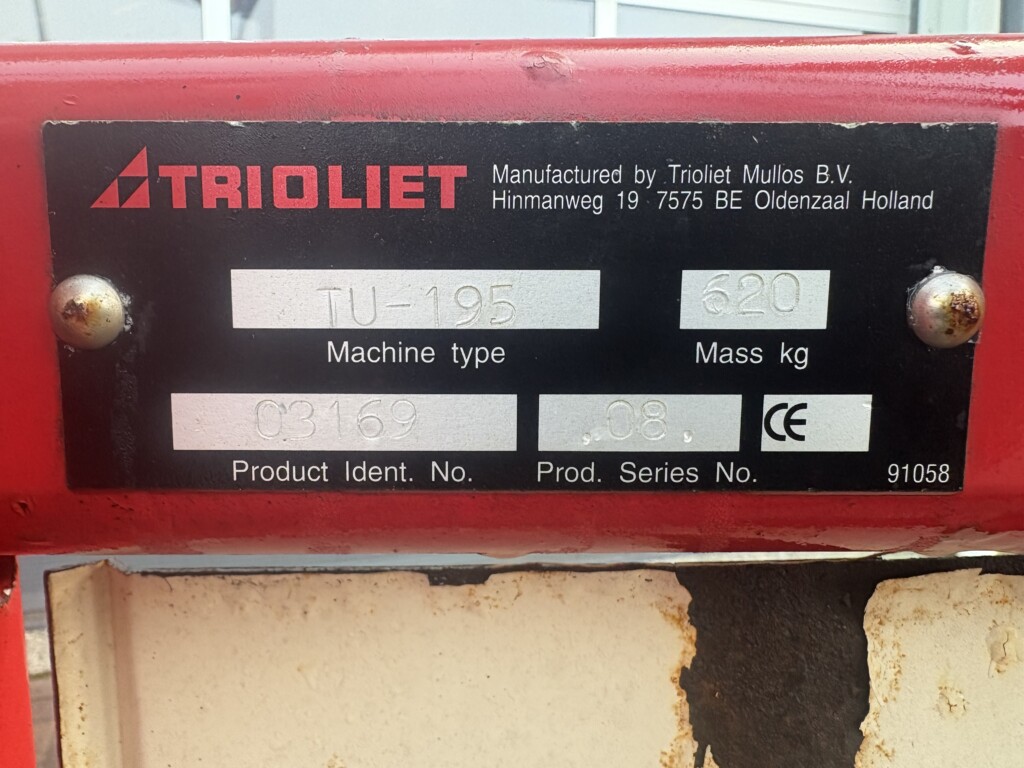 TRIOLIET
Manufactured by Trioliet Mullos B.V.
Hinmanweg 19 7575 BE Oldenzaal Holland
TU-195
620
Machine type
Mass kg
03169
.08.
CE
Product Ident. No.
Prod. Series No.
91058